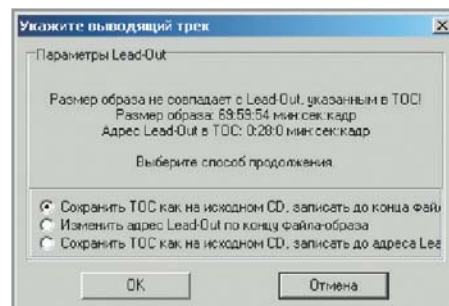 Укажите выводящий трек
Параметры Lead-Out
Размер образа не совпадает с Lead-Out, указанным в TOC!
Размер образа: 69:59:54 мин:сек:кадр
Адрес Lead-Out в TOC: 0:28:0 мин:сек:кадр
Выберите способ продолжения
Сохранить TOC как на исходном CD, записать до конца фай
Изменить адрес Lead-Out по концу файла-образа
Сохранить TOC как на исходном CD, записать до адреса Lea
OK
Отмена